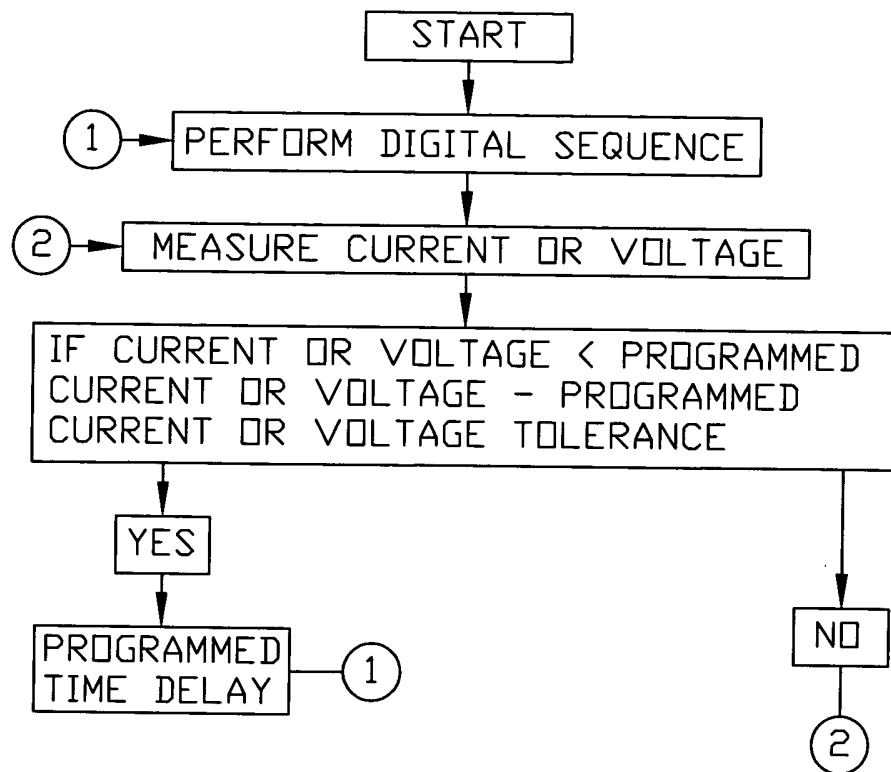 START
1
PERFORM DIGITAL SEQUENCE
2
MEASURE CURRENT OR VOLTAGE
IF CURRENT OR VOLTAGE < PROGRAMMED
CURRENT OR VOLTAGE - PROGRAMMED
CURRENT OR VOLTAGE TOLERANCE
YES
NO
PROGRAMMED
TIME DELAY
1
2